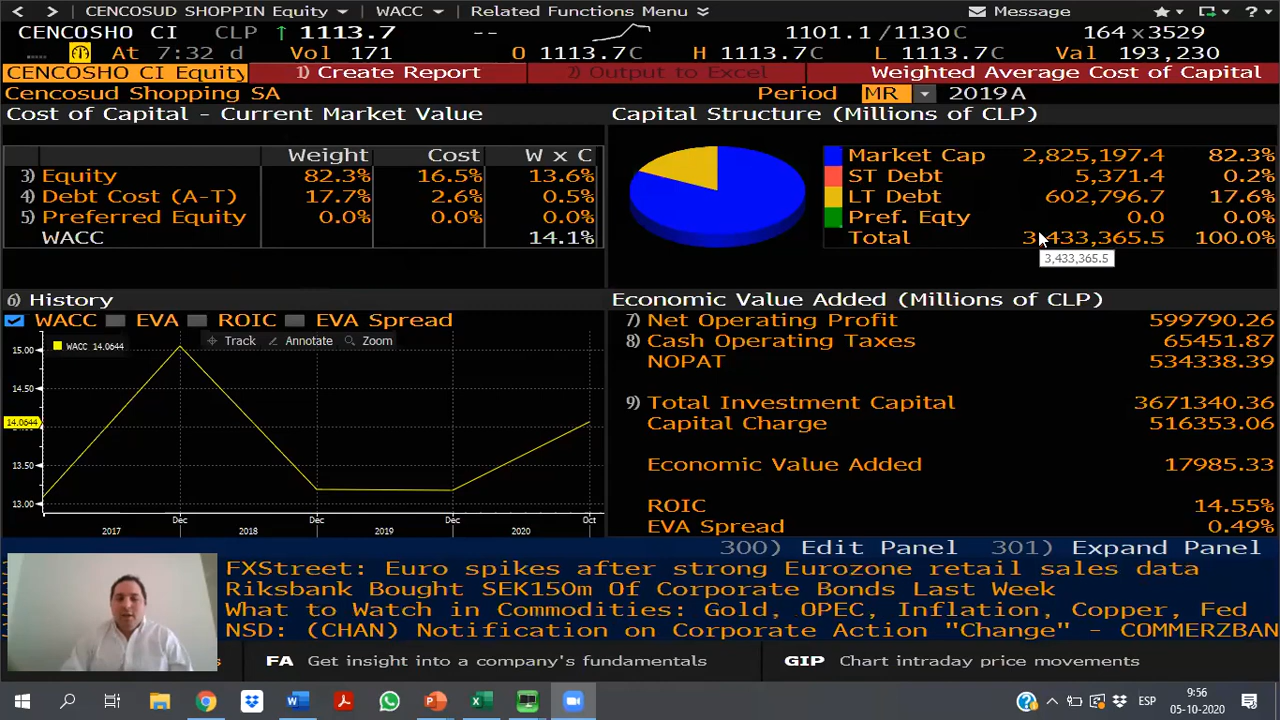 CENCOSUD SHOPPIN Equity WACC Related Functions Menu Message ?
CENCOSHO CI CLP ↑ 1113.7 -- 1101.1 / 1130C 164 x 3529
At 7:32 d Vol 171 O 1113.7C H 1113.7C L 1113.7C Val 193,230
CENCOSHO CI Equity 1) Create Report 2) Output to Excel Weighted Average Cost of Capital
Cencosud Shopping SA Period MR 2019 A
Cost of Capital - Current Market Value
Weight Cost W x C
3) Equity 82.3% 16.5% 13.6%
4) Debt Cost (A-T) 17.7% 2.6% 0.5%
5) Preferred Equity 0.0% 0.0% 0.0%
WACC 14.1%
Capital Structure (Millions of CLP)
Market Cap 2,825,197.4 82.3%
ST Debt 5,371.4 0.2%
LT Debt 602,796.7 17.6%
Pref. Eqty 0.0 0.0%
Total 3,433,365.5 100.0%
3,433,365.5
6) History
WACC EVA ROIC EVA Spread
Track Annotate Zoom
WACC 14.0644
15.00
14.50
14.0644
13.50
13.00
Dec Dec Dec Oct
2017 2018 2019 2020
Economic Value Added (Millions of CLP)
7) Net Operating Profit 599790.26
8) Cash Operating Taxes 65451.87
NOPAT 534338.39
9) Total Investment Capital 3671340.36
Capital Charge 516353.06
Economic Value Added 17985.33
ROIC 14.55%
EVA Spread 0.49%
300) Edit Panel 301) Expand Panel
FXStreet: Euro spikes after strong Eurozone retail sales data
Riksbank Bought SEK150m Of Corporate Bonds Last Week
What to Watch in Commodities: Gold, OPEC, Inflation, Copper, Fed
NSD: (CHAN) Notification on Corporate Action "Change" - COMMERZBAN
FA Get insight into a company's fundamentals GIP Chart intraday price movements
ESP
9:56
05-10-2020